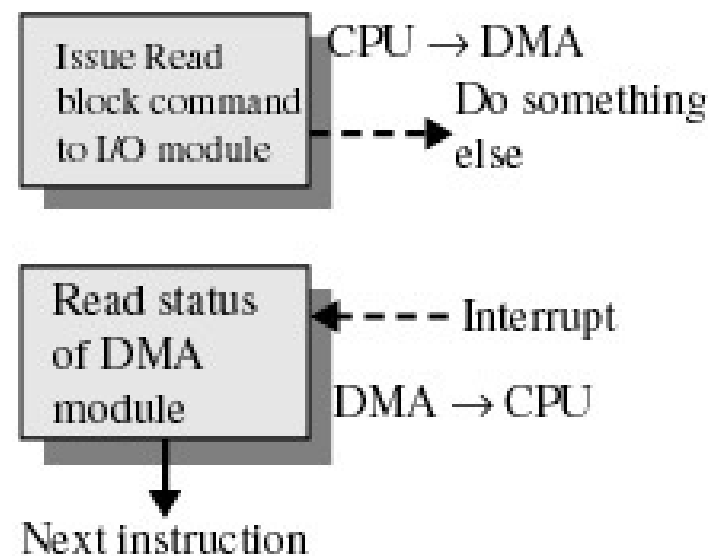 Issue Read
block command
to I/O module
CPU → DMA
Do something
else
Read status
of DMA
module
Interrupt
DMA → CPU
Next instruction